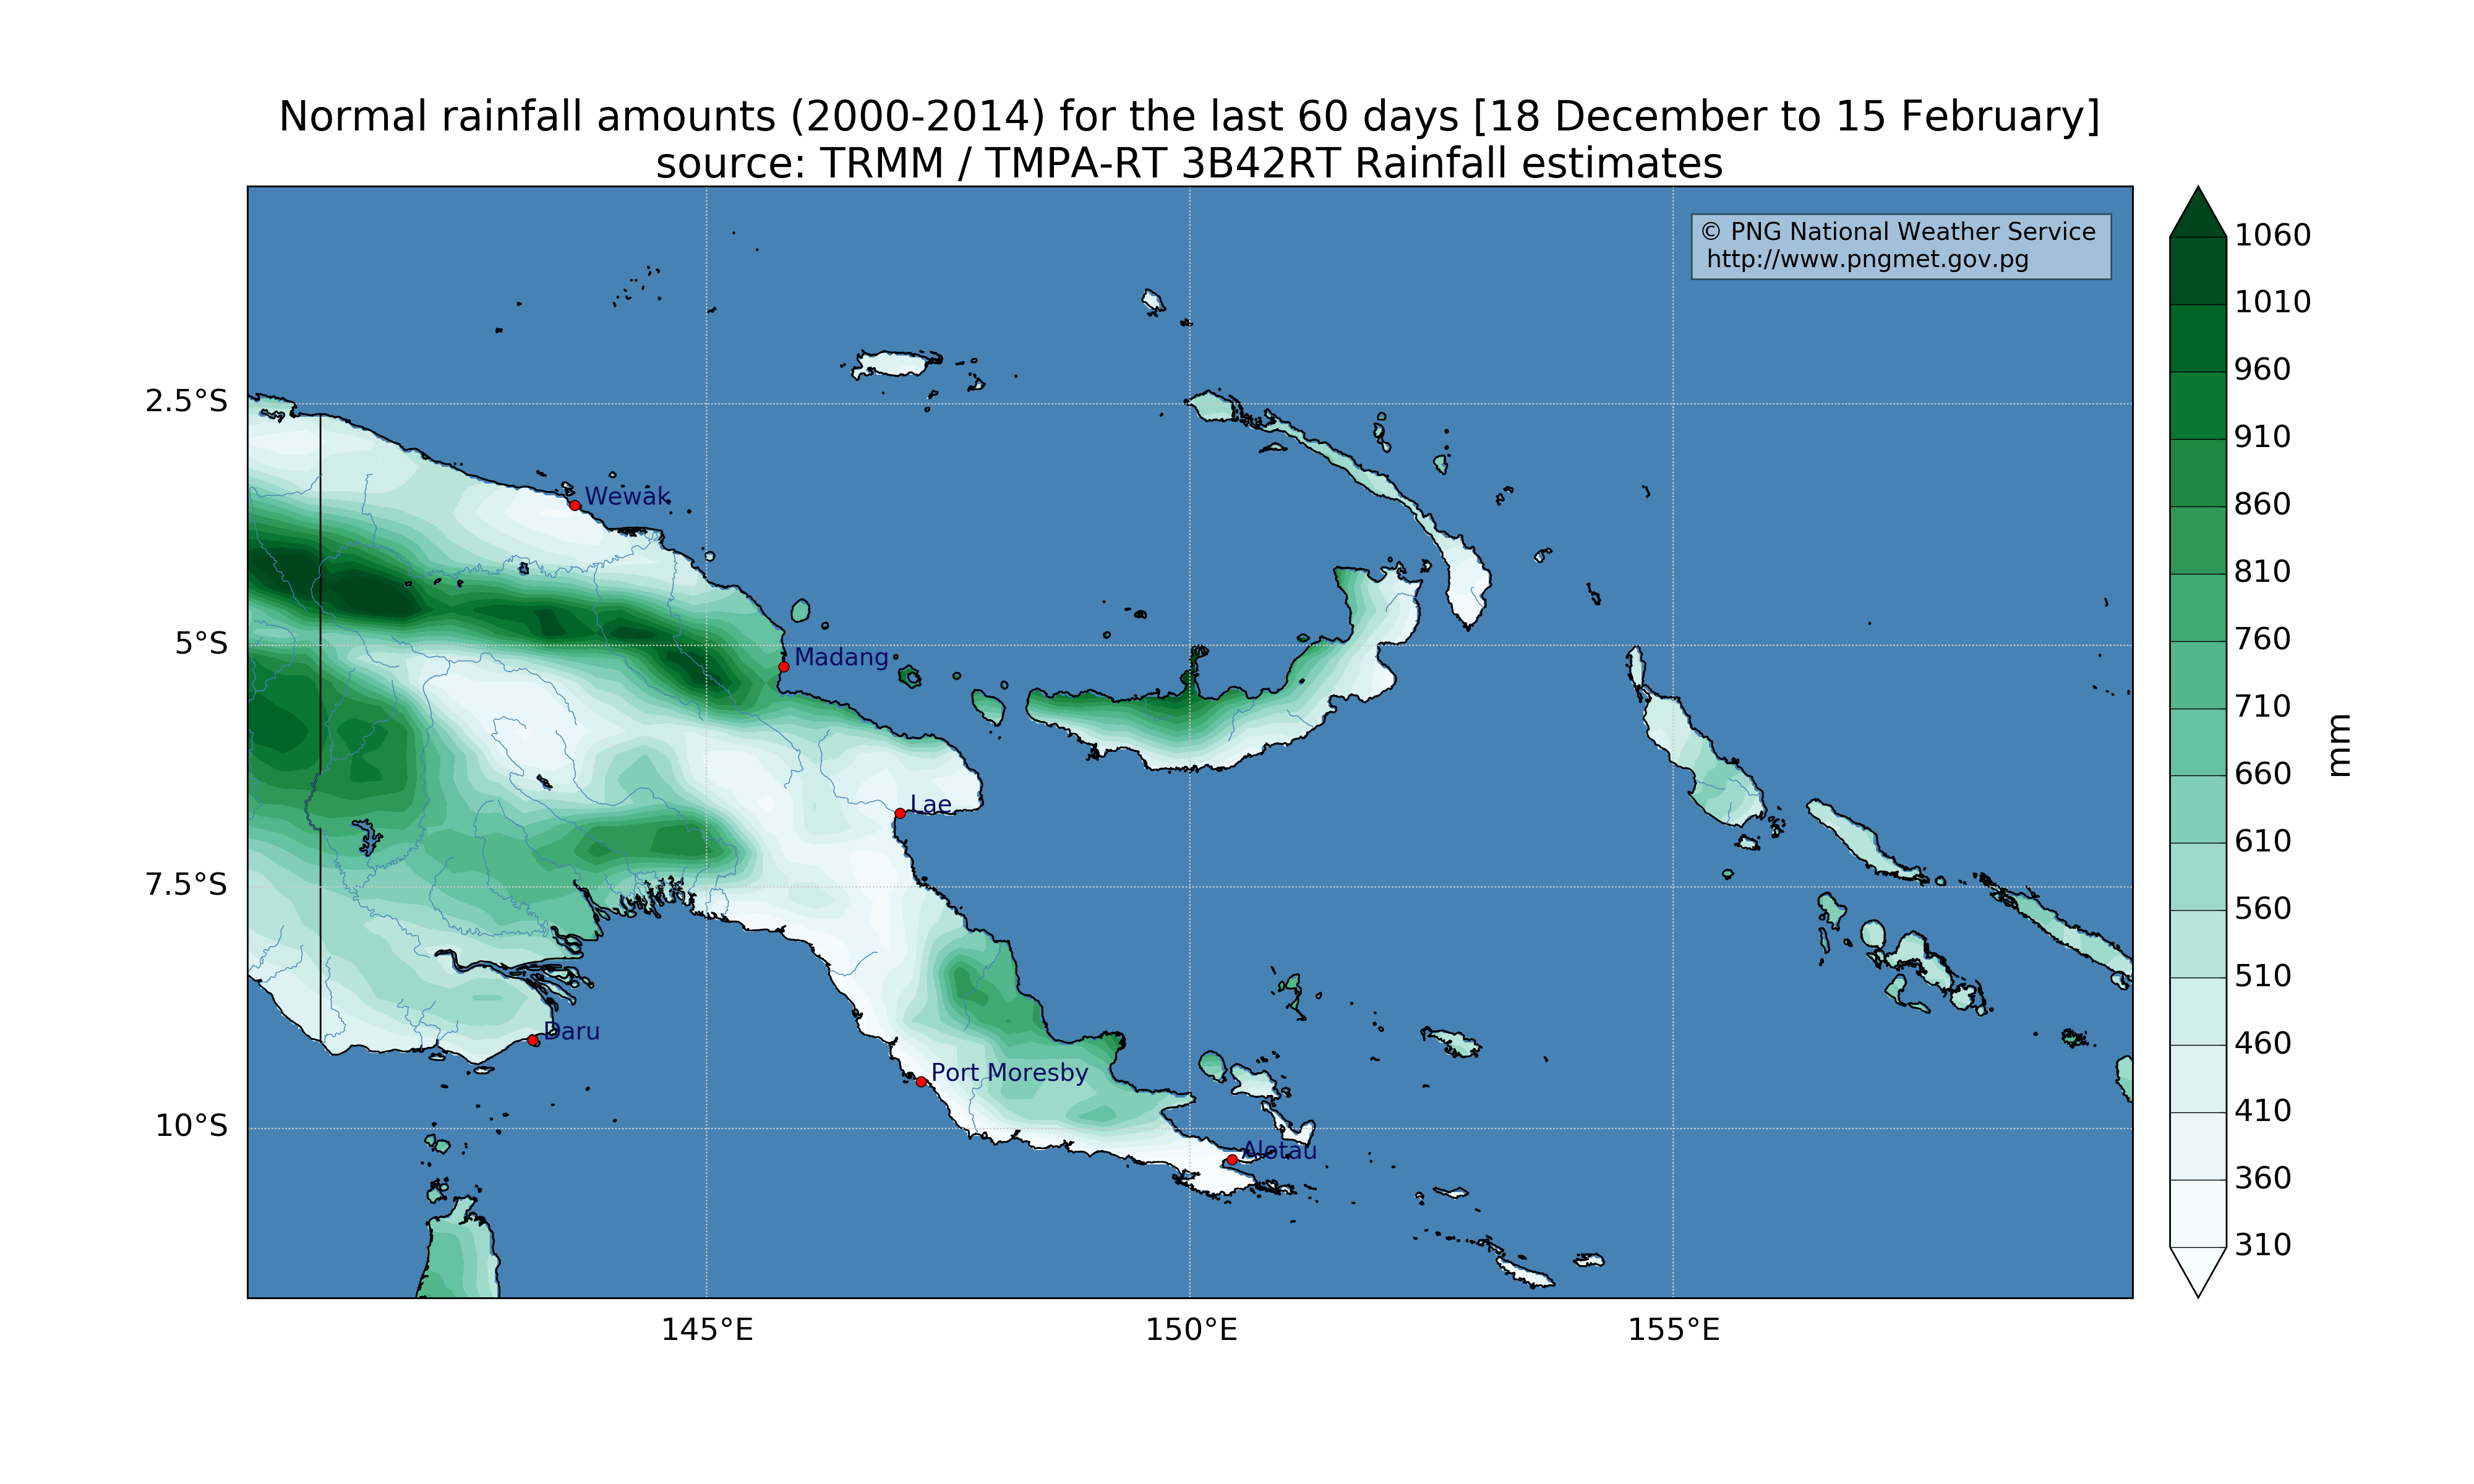 Normal rainfall amounts (2000-2014) for the last 60 days [18 December to 15 February]
source: TRMM / TMPA-RT 3B42RT Rainfall estimates
© PNG National Weather Service
http://www.pngmet.gov.pg
1060
1010
960
910
860
810
760
710
660
610
560
510
460
410
360
310
mm
2.5°S
5°S
7.5°S
10°S
Wewak
Madang
Lae
Daru
Port Moresby
Alotau
145°E
150°E
155°E